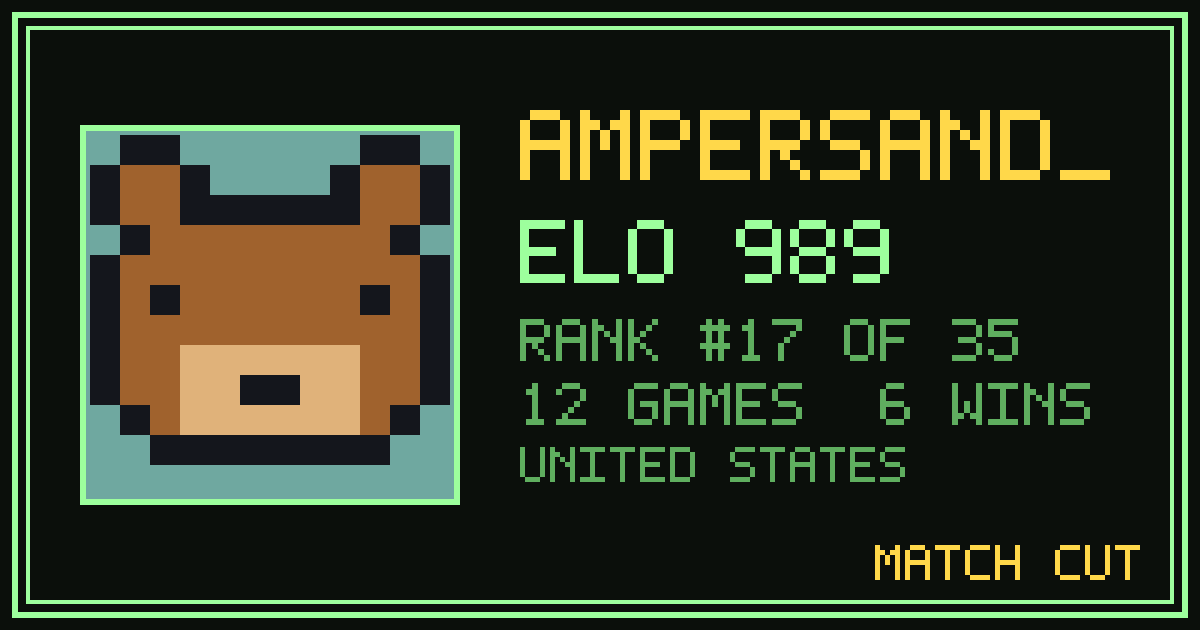 AMPERSAND_
ELO 989
RANK #17 OF 35
12 GAMES 6 WINS
UNITED STATES
MATCH CUT